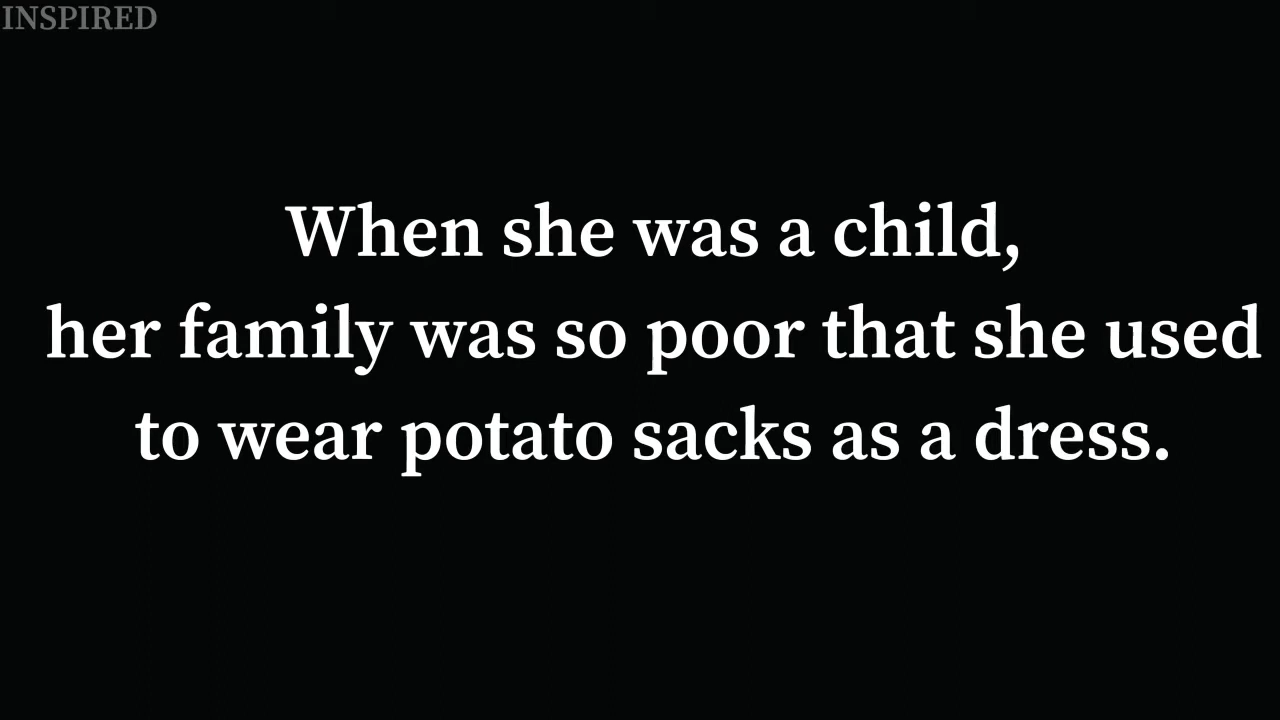 INSPIRED
When she was a child,
her family was so poor that she used
to wear potato sacks as a dress.